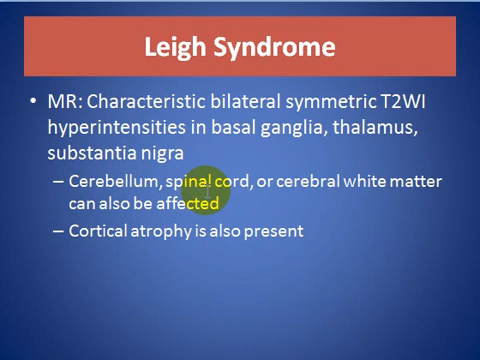 Leigh Syndrome
• MR: Characteristic bilateral symmetric T2WI
hyperintensities in basal ganglia, thalamus,
substantia nigra
– Cerebellum, spinal cord, or cerebral white matter
can also be affected
– Cortical atrophy is also present